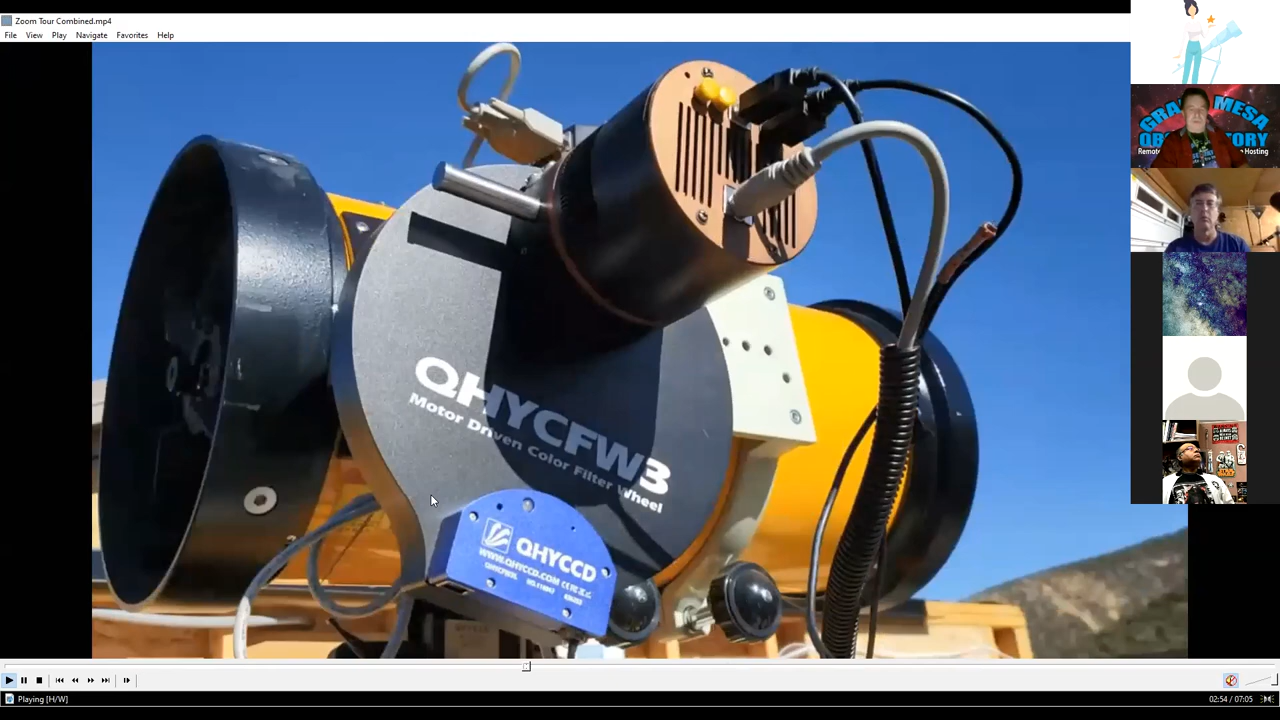 Zoom Tour Combined.mp4
File View Play Navigate Favorites Help
QHYCFW3
Motor Driven Color Filter Wheel
QHYCCD
WWW.QHYCCD.COM
GRAND MESA
OBSERVATORY
Hosting
Playing [H/W]
02:54 / 07:05